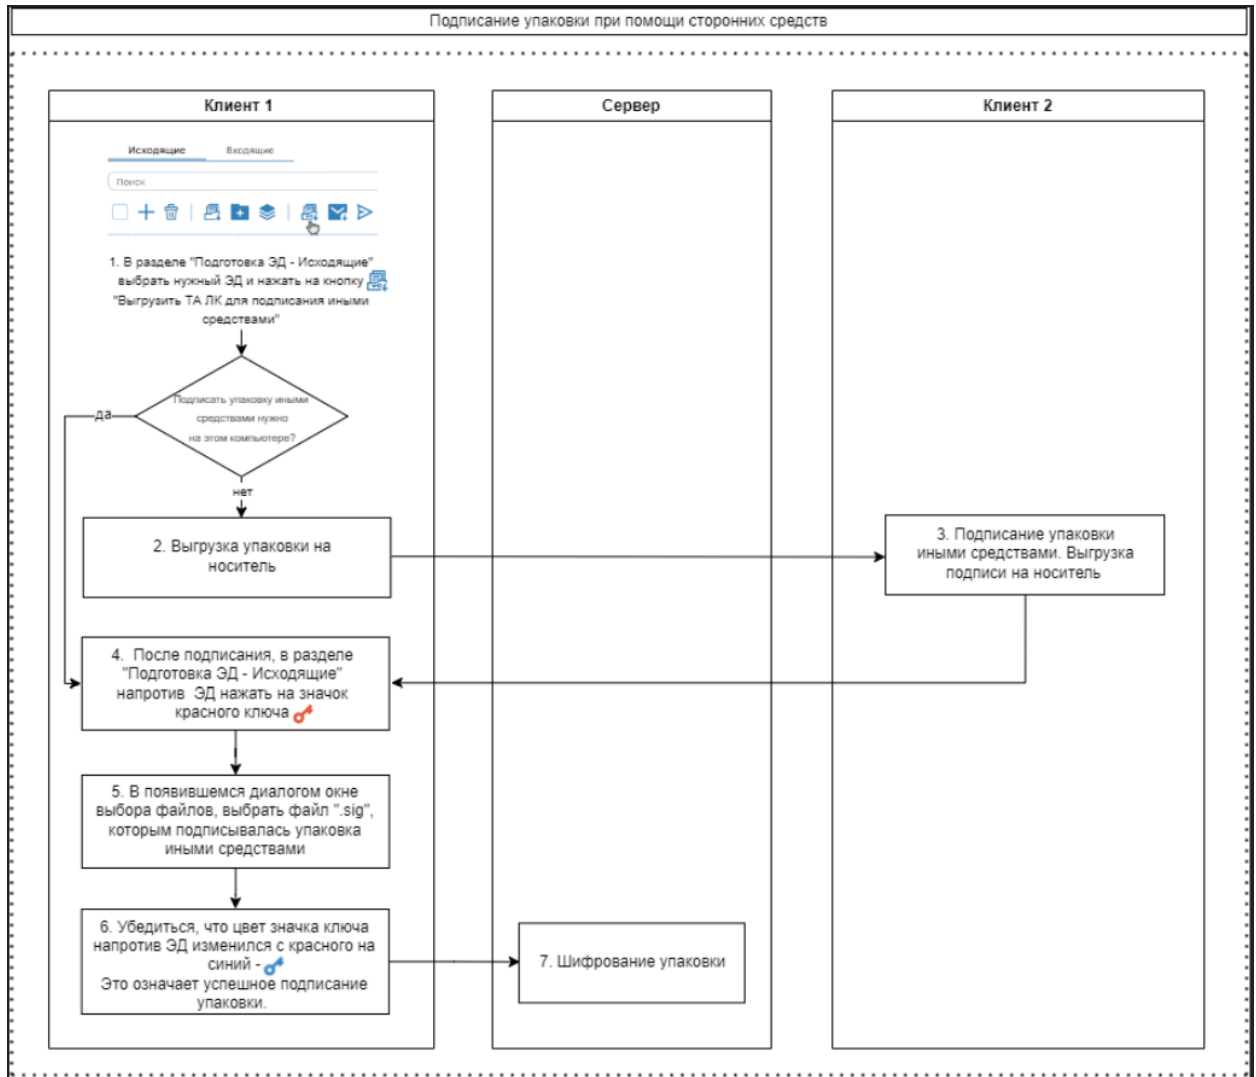 Подписание упаковки при помощи сторонних средств
Клиент 1
Исходящие
Входящие
Поиск
1. В разделе "Подготовка ЭД - Исходящие"
выбрать нужный ЭД и нажать на кнопку
"Выгрузить ТА ЛК для подписания иными
средствами"
Подписать упаковку иными
средствами нужно
на этом компьютере?
да
нет
2. Выгрузка упаковки на
носитель
4. После подписания, в разделе
"Подготовка ЭД - Исходящие"
напротив ЭД нажать на значок
красного ключа
5. В появившемся диалогом окне
выбора файлов, выбрать файл ".sig",
которым подписывалась упаковка
иными средствами
6. Убедиться, что цвет значка ключа
напротив ЭД изменился с красного на
синий -
Это означает успешное подписание
упаковки.
Сервер
7. Шифрование упаковки
Клиент 2
3. Подписание упаковки
иными средствами. Выгрузка
подписи на носитель